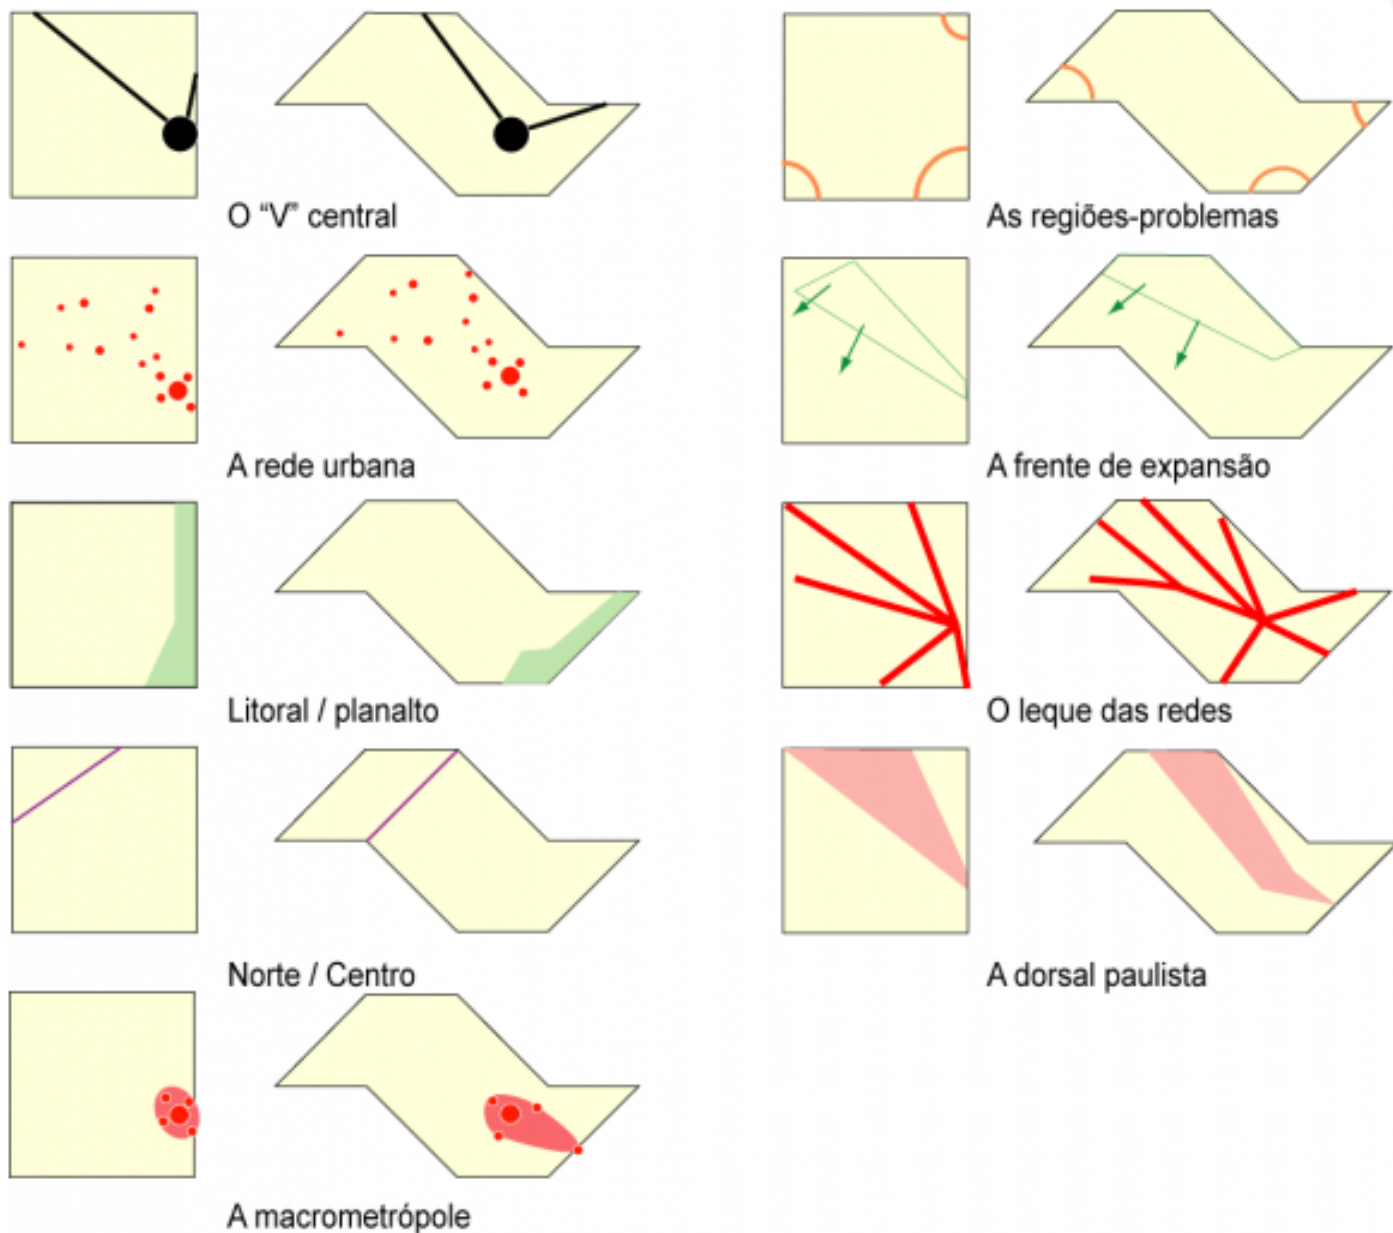 O “V” central
As regiões-problemas
A rede urbana
A frente de expansão
Litoral / planalto
O leque das redes
Norte / Centro
A dorsal paulista
A macrometrópole